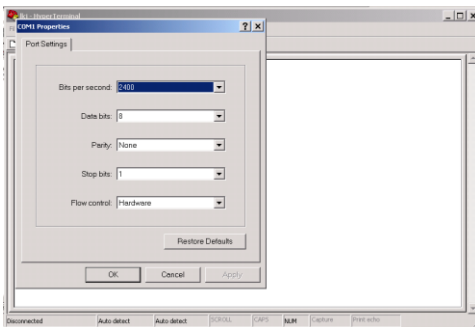 HyperTerminal
COM1 Properties
Port Settings
Bits per second: 2400
Data bits: 8
Parity: None
Stop bits: 1
Flow control: Hardware
Restore Defaults
OK Cancel Apply
Disconnected Auto detect Auto detect SCROLL CAPS NUM Capture Print echo